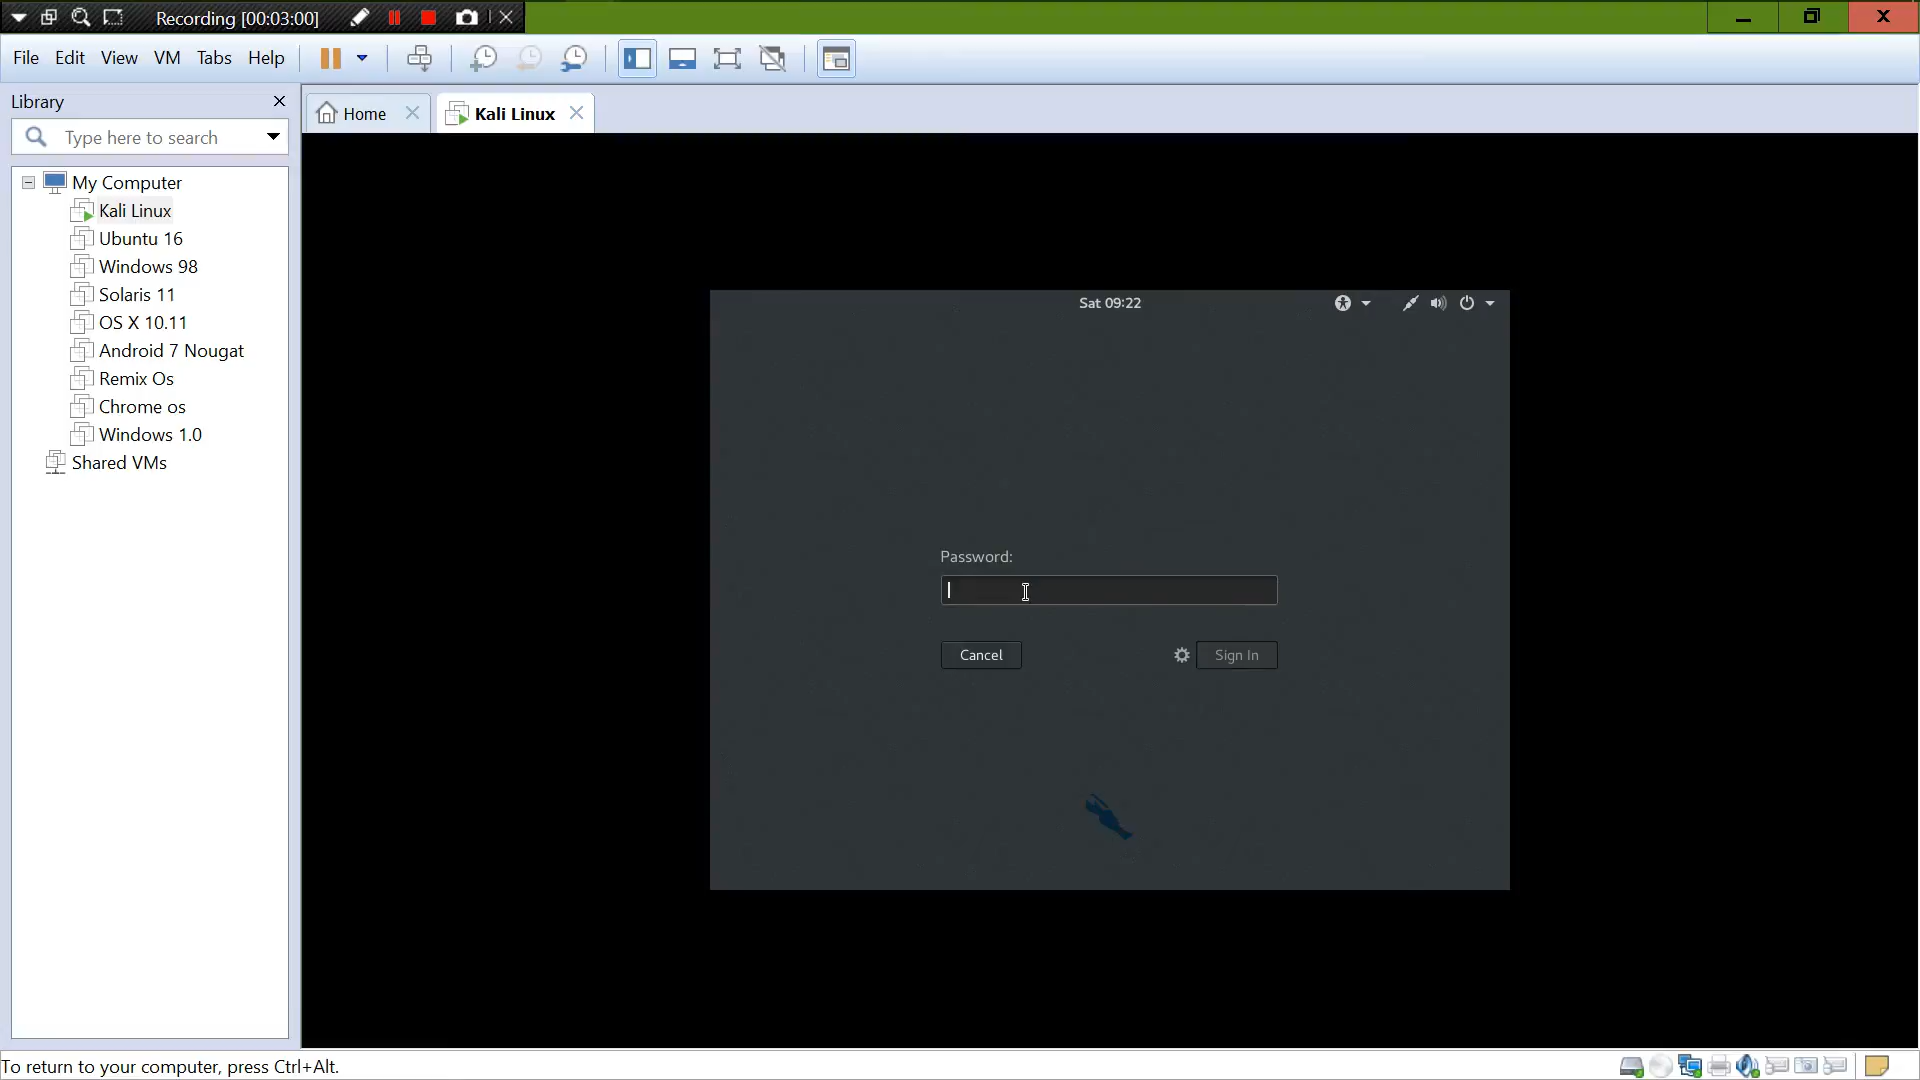 Recording [00:03:00]
File Edit View VM Tabs Help
Library
Type here to search
My Computer
Kali Linux
Ubuntu 16
Windows 98
Solaris 11
OS X 10.11
Android 7 Nougat
Remix Os
Chrome os
Windows 1.0
Shared VMs
Home Kali Linux
Sat 09:22
Password:
Cancel Sign In
To return to your computer, press Ctrl+Alt.